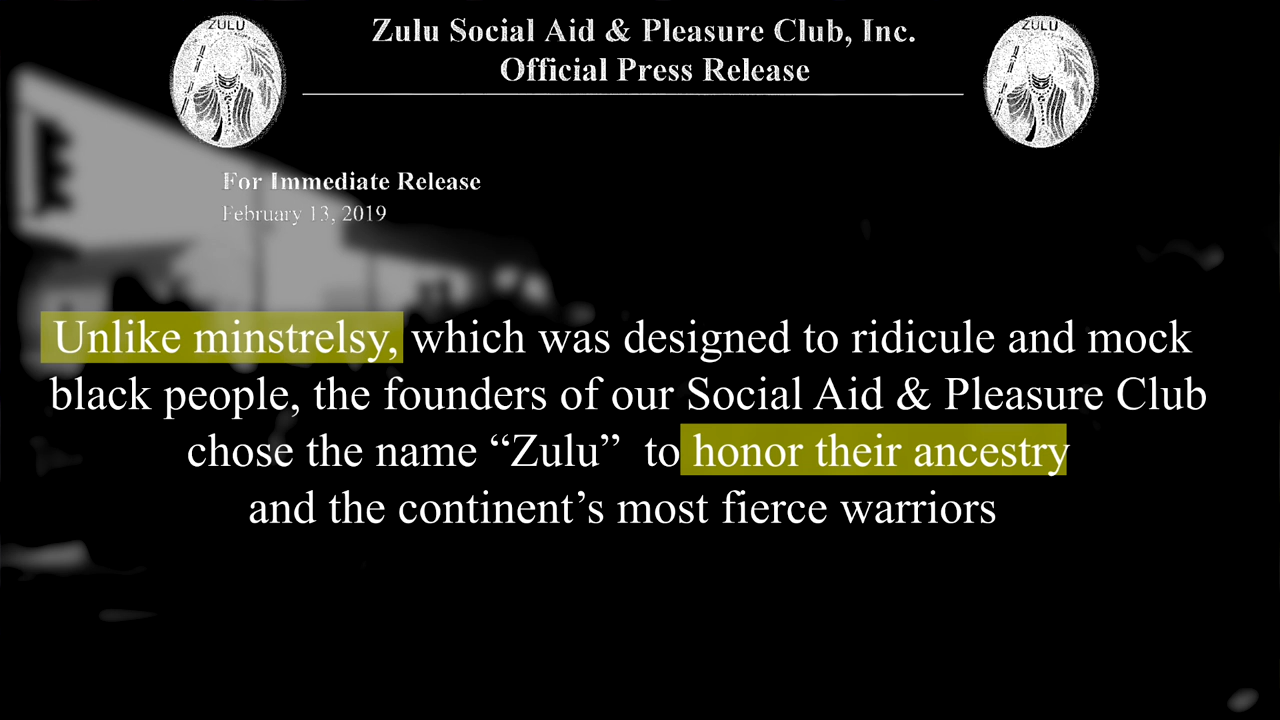 ZULU
Zulu Social Aid & Pleasure Club, Inc.
ZULU
Official Press Release
For Immediate Release
February 13, 2019
Unlike minstrelsy, which was designed to ridicule and mock
black people, the founders of our Social Aid & Pleasure Club
chose the name “Zulu” to honor their ancestry
and the continent’s most fierce warriors